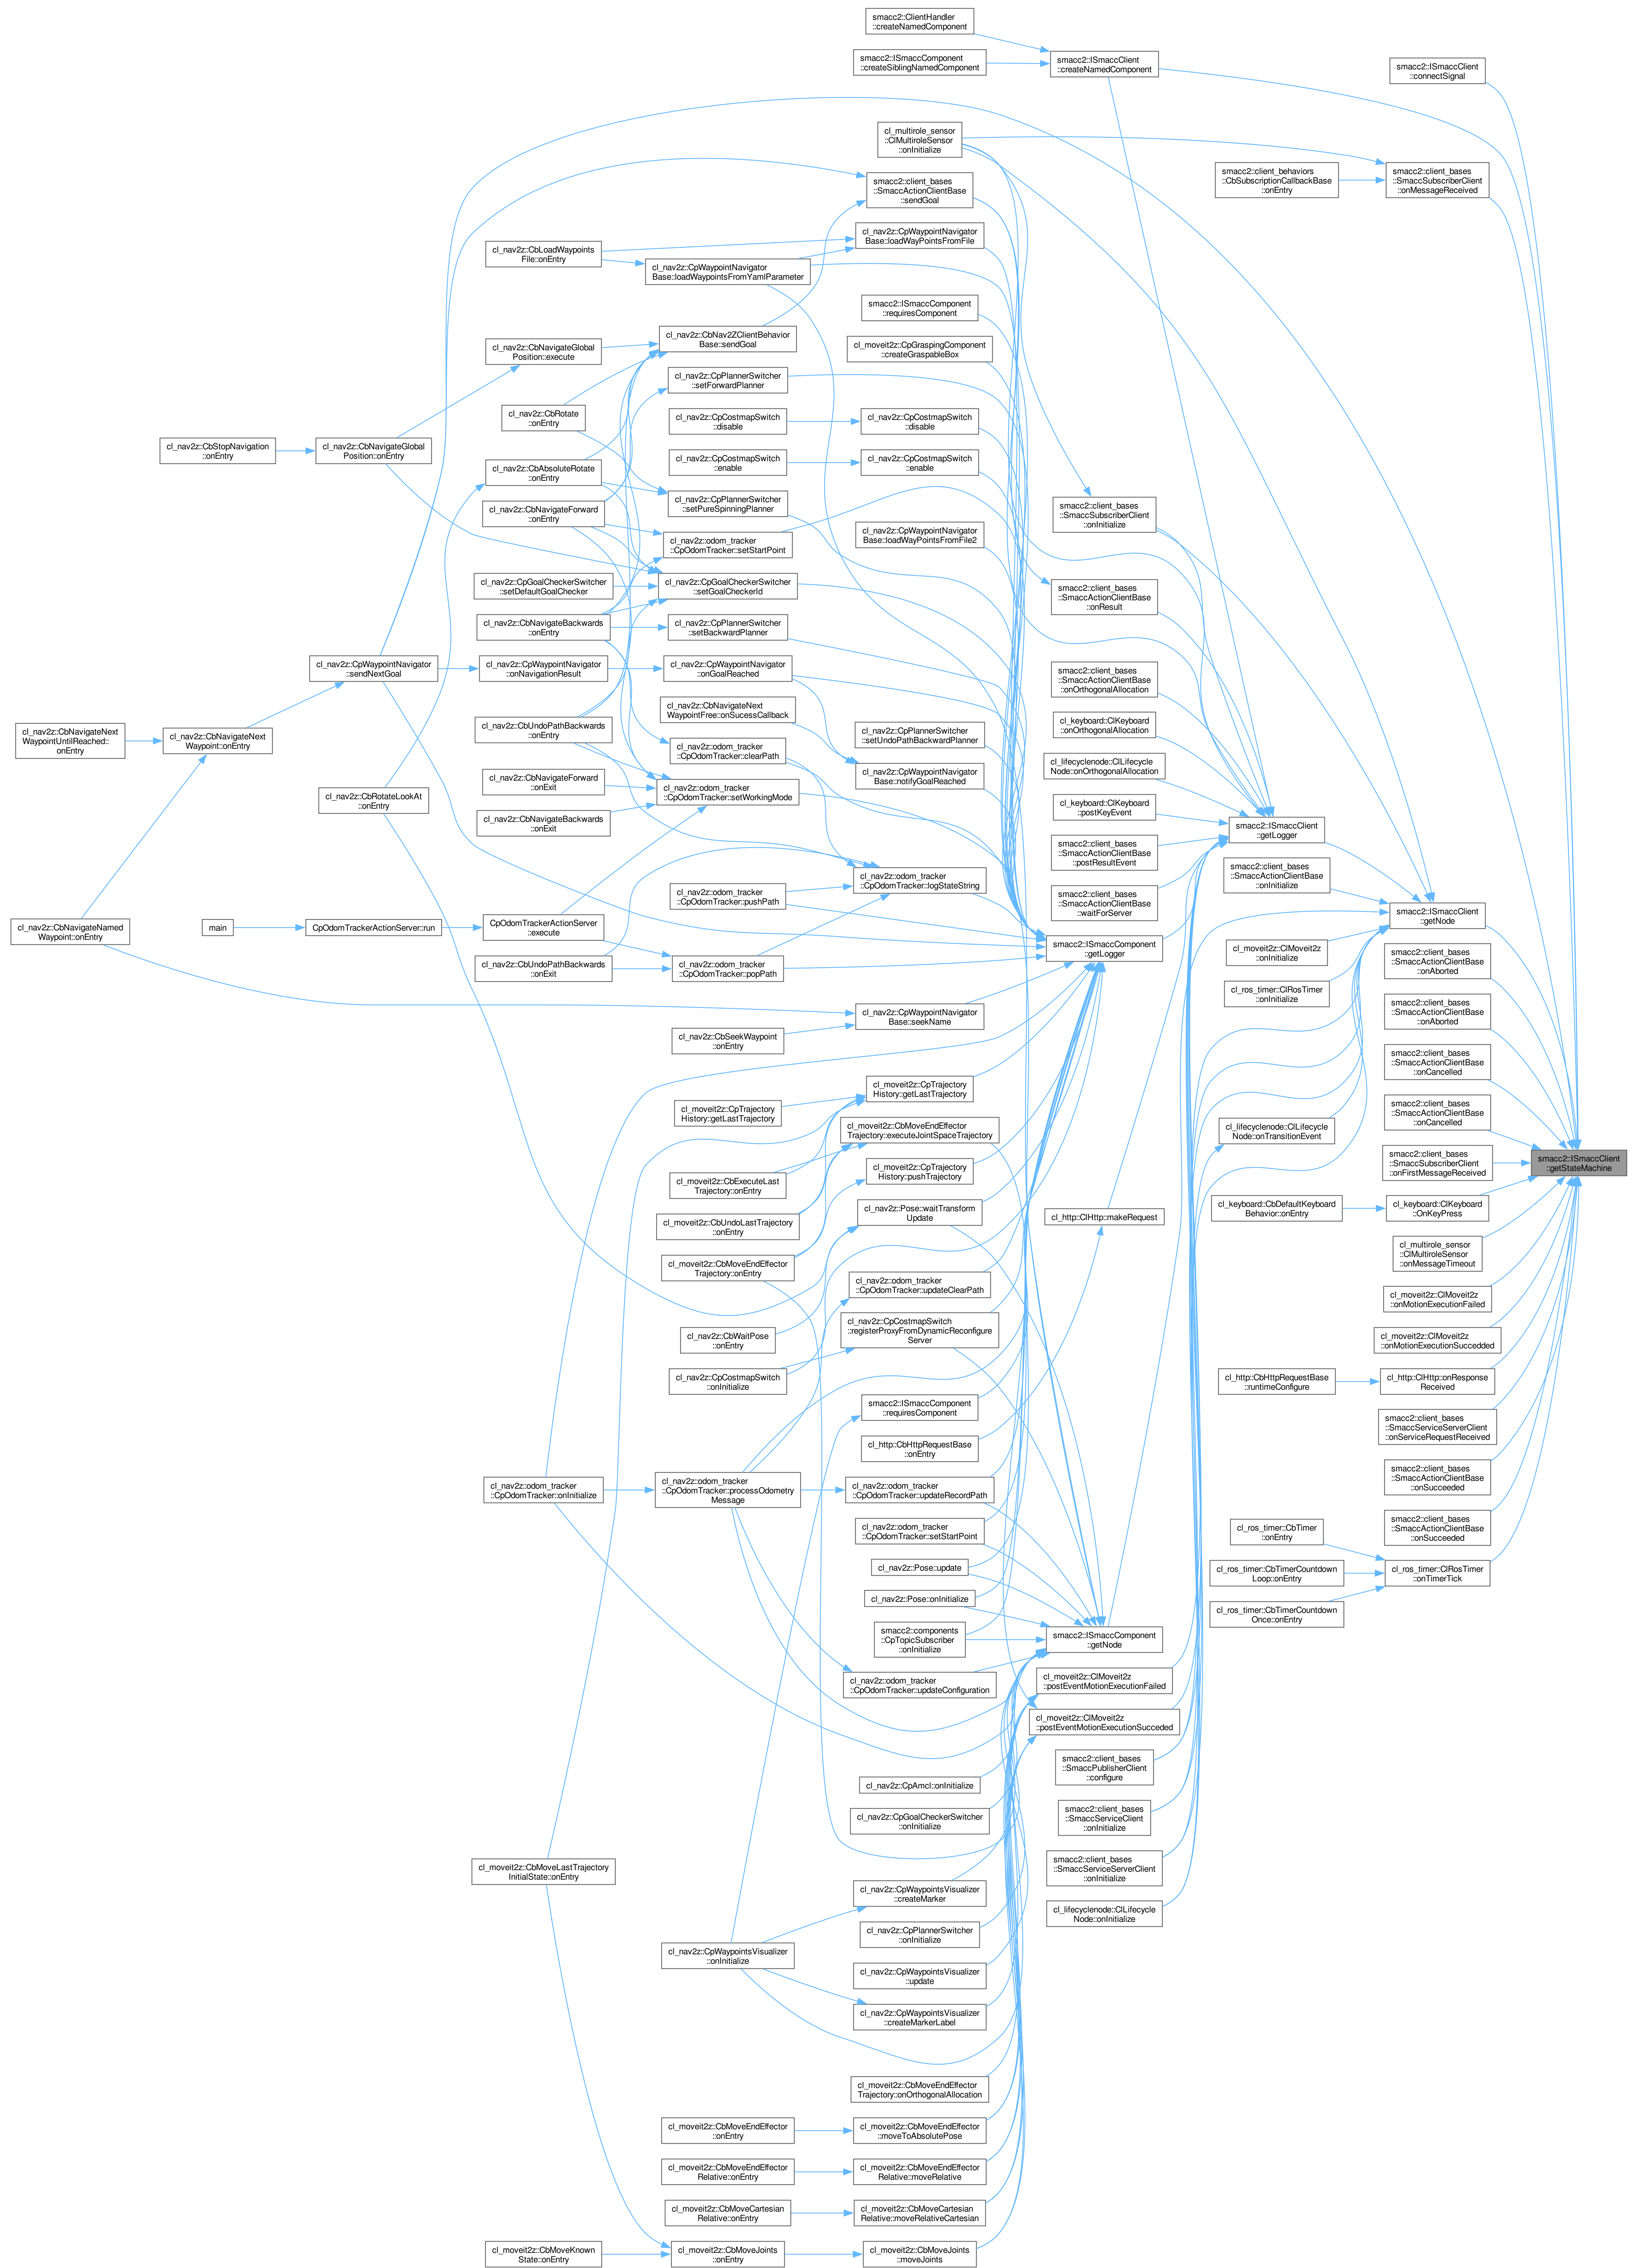 smacc2::ClientHandler
::createNamedComponent
smacc2::ISmaccComponent
::createSiblingNamedComponent
smacc2::ISmaccClient
::createNamedComponent
smacc2::ISmaccClient
::connectSignal
cl_multirole_sensor
::ClMultiroleSensor
::onInitialize
smacc2::client_behaviors
::CbSubscriptionCallbackBase
::onEntry
smacc2::client_bases
::SmaccSubscriberClient
::onMessageReceived
smacc2::client_bases
::SmaccActionClientBase
::sendGoal
cl_nav2z::CpWaypointNavigator
Base::loadWayPointsFromFile
cl_nav2z::CbLoadWaypoints
File::onEntry
cl_nav2z::CpWaypointNavigator
Base::loadWaypointsFromYamlParameter
smacc2::ISmaccComponent
::requiresComponent
cl_nav2z::CbNav2ZClientBehavior
Base::sendGoal
cl_nav2z::CbNavigateGlobal
Position::execute
cl_moveit2z::CpGraspingComponent
::createGraspableBox
cl_nav2z::CpPlannerSwitcher
::setForwardPlanner
cl_nav2z::CbRotate
::onEntry
cl_nav2z::CpCostmapSwitch
::disable
cl_nav2z::CpCostmapSwitch
::disable
cl_nav2z::CbStopNavigation
::onEntry
cl_nav2z::CbNavigateGlobal
Position::onEntry
cl_nav2z::CbAbsoluteRotate
::onEntry
cl_nav2z::CpCostmapSwitch
::enable
cl_nav2z::CpCostmapSwitch
::enable
cl_nav2z::CbNavigateForward
::onEntry
cl_nav2z::CpPlannerSwitcher
::setPureSpinningPlanner
smacc2::client_bases
::SmaccSubscriberClient
::onInitialize
cl_nav2z::odom_tracker
::CpOdomTracker::setStartPoint
cl_nav2z::CpWaypointNavigator
Base::loadWayPointsFromFile2
cl_nav2z::CpGoalCheckerSwitcher
::setDefaultGoalChecker
cl_nav2z::CpGoalCheckerSwitcher
::setGoalCheckerId
smacc2::client_bases
::SmaccActionClientBase
::onResult
cl_nav2z::CbNavigateBackwards
::onEntry
cl_nav2z::CpPlannerSwitcher
::setBackwardPlanner
cl_nav2z::CpWaypointNavigator
::sendNextGoal
cl_nav2z::CpWaypointNavigator
::onNavigationResult
cl_nav2z::CpWaypointNavigator
::onGoalReached
smacc2::client_bases
::SmaccActionClientBase
::onOrthogonalAllocation
cl_nav2z::CbNavigateNext
WaypointFree::onSucessCallback
cl_keyboard::ClKeyboard
::onOrthogonalAllocation
cl_nav2z::CbNavigateNext
WaypointUntilReached::
onEntry
cl_nav2z::CbNavigateNext
Waypoint::onEntry
cl_nav2z::CbUndoPathBackwards
::onEntry
cl_nav2z::odom_tracker
::CpOdomTracker::clearPath
cl_nav2z::CpPlannerSwitcher
::setUndoPathBackwardPlanner
cl_lifecyclenode::ClLifecycle
Node::onOrthogonalAllocation
cl_nav2z::CbRotateLookAt
::onEntry
cl_nav2z::CbNavigateForward
::onExit
cl_nav2z::odom_tracker
::CpOdomTracker::setWorkingMode
cl_nav2z::CpWaypointNavigator
Base::notifyGoalReached
cl_keyboard::ClKeyboard
::postKeyEvent
cl_nav2z::CbNavigateBackwards
::onExit
smacc2::client_bases
::SmaccActionClientBase
::postResultEvent
smacc2::ISmaccClient
::getLogger
cl_nav2z::odom_tracker
::CpOdomTracker::logStateString
cl_nav2z::odom_tracker
::CpOdomTracker::pushPath
smacc2::client_bases
::SmaccActionClientBase
::waitForServer
smacc2::client_bases
::SmaccActionClientBase
::onInitialize
smacc2::ISmaccClient
::getNode
cl_nav2z::CbNavigateNamed
Waypoint::onEntry
main
CpOdomTrackerActionServer::run
CpOdomTrackerActionServer
::execute
cl_nav2z::CbUndoPathBackwards
::onExit
cl_nav2z::odom_tracker
::CpOdomTracker::popPath
smacc2::ISmaccComponent
::getLogger
cl_moveit2z::ClMoveit2z
::onInitialize
smacc2::client_bases
::SmaccActionClientBase
::onAborted
cl_ros_timer::ClRosTimer
::onInitialize
smacc2::client_bases
::SmaccActionClientBase
::onAborted
cl_nav2z::CbSeekWaypoint
::onEntry
cl_nav2z::CpWaypointNavigator
Base::seekName
smacc2::client_bases
::SmaccActionClientBase
::onCancelled
cl_moveit2z::CpTrajectory
History::getLastTrajectory
cl_moveit2z::CpTrajectory
History::getLastTrajectory
smacc2::client_bases
::SmaccActionClientBase
::onCancelled
cl_moveit2z::CbMoveEndEffector
Trajectory::executeJointSpaceTrajectory
cl_lifecyclenode::ClLifecycle
Node::onTransitionEvent
smacc2::client_bases
::SmaccSubscriberClient
::onFirstMessageReceived
smacc2::ISmaccClient
::getStateMachine
cl_moveit2z::CbExecuteLast
Trajectory::onEntry
cl_moveit2z::CpTrajectory
History::pushTrajectory
cl_moveit2z::CbUndoLastTrajectory
::onEntry
cl_nav2z::Pose::waitTransform
Update
cl_http::ClHttp::makeRequest
cl_keyboard::CbDefaultKeyboard
Behavior::onEntry
cl_keyboard::ClKeyboard
::OnKeyPress
cl_moveit2z::CbMoveEndEffector
Trajectory::onEntry
cl_multirole_sensor
::ClMultiroleSensor
::onMessageTimeout
cl_nav2z::odom_tracker
::CpOdomTracker::updateClearPath
cl_moveit2z::ClMoveit2z
::onMotionExecutionFailed
cl_nav2z::CbWaitPose
::onEntry
cl_nav2z::CpCostmapSwitch
::registerProxyFromDynamicReconfigure
Server
cl_moveit2z::ClMoveit2z
::onMotionExecutionSuccedded
cl_nav2z::CpCostmapSwitch
::onInitialize
cl_http::CbHttpRequestBase
::runtimeConfigure
cl_http::ClHttp::onResponse
Received
smacc2::ISmaccComponent
::requiresComponent
smacc2::client_bases
::SmaccServiceServerClient
::onServiceRequestReceived
cl_http::CbHttpRequestBase
::onEntry
smacc2::client_bases
::SmaccActionClientBase
::onSucceeded
cl_nav2z::odom_tracker
::CpOdomTracker::onInitialize
cl_nav2z::odom_tracker
::CpOdomTracker::processOdometry
Message
cl_nav2z::odom_tracker
::CpOdomTracker::updateRecordPath
smacc2::client_bases
::SmaccActionClientBase
::onSucceeded
cl_nav2z::odom_tracker
::CpOdomTracker::setStartPoint
cl_ros_timer::CbTimer
::onEntry
cl_nav2z::Pose::update
cl_ros_timer::CbTimerCountdown
Loop::onEntry
cl_ros_timer::ClRosTimer
::onTimerTick
cl_nav2z::Pose::onInitialize
cl_ros_timer::CbTimerCountdown
Once::onEntry
smacc2::components
::CpTopicSubscriber
::onInitialize
smacc2::ISmaccComponent
::getNode
cl_nav2z::odom_tracker
::CpOdomTracker::updateConfiguration
cl_moveit2z::ClMoveit2z
::postEventMotionExecutionFailed
cl_moveit2z::ClMoveit2z
::postEventMotionExecutionSucceded
cl_nav2z::CpAmcl::onInitialize
smacc2::client_bases
::SmaccPublisherClient
::configure
cl_nav2z::CpGoalCheckerSwitcher
::onInitialize
smacc2::client_bases
::SmaccServiceClient
::onInitialize
cl_moveit2z::CbMoveLastTrajectory
InitialState::onEntry
smacc2::client_bases
::SmaccServiceServerClient
::onInitialize
cl_nav2z::CpWaypointsVisualizer
::createMarker
cl_lifecyclenode::ClLifecycle
Node::onInitialize
cl_nav2z::CpPlannerSwitcher
::onInitialize
cl_nav2z::CpWaypointsVisualizer
::onInitialize
cl_nav2z::CpWaypointsVisualizer
::update
cl_nav2z::CpWaypointsVisualizer
::createMarkerLabel
cl_moveit2z::CbMoveEndEffector
Trajectory::onOrthogonalAllocation
cl_moveit2z::CbMoveEndEffector
::onEntry
cl_moveit2z::CbMoveEndEffector
::moveToAbsolutePose
cl_moveit2z::CbMoveEndEffector
Relative::onEntry
cl_moveit2z::CbMoveEndEffector
Relative::moveRelative
cl_moveit2z::CbMoveCartesian
Relative::onEntry
cl_moveit2z::CbMoveCartesian
Relative::moveRelativeCartesian
cl_moveit2z::CbMoveKnown
State::onEntry
cl_moveit2z::CbMoveJoints
::onEntry
cl_moveit2z::CbMoveJoints
::moveJoints